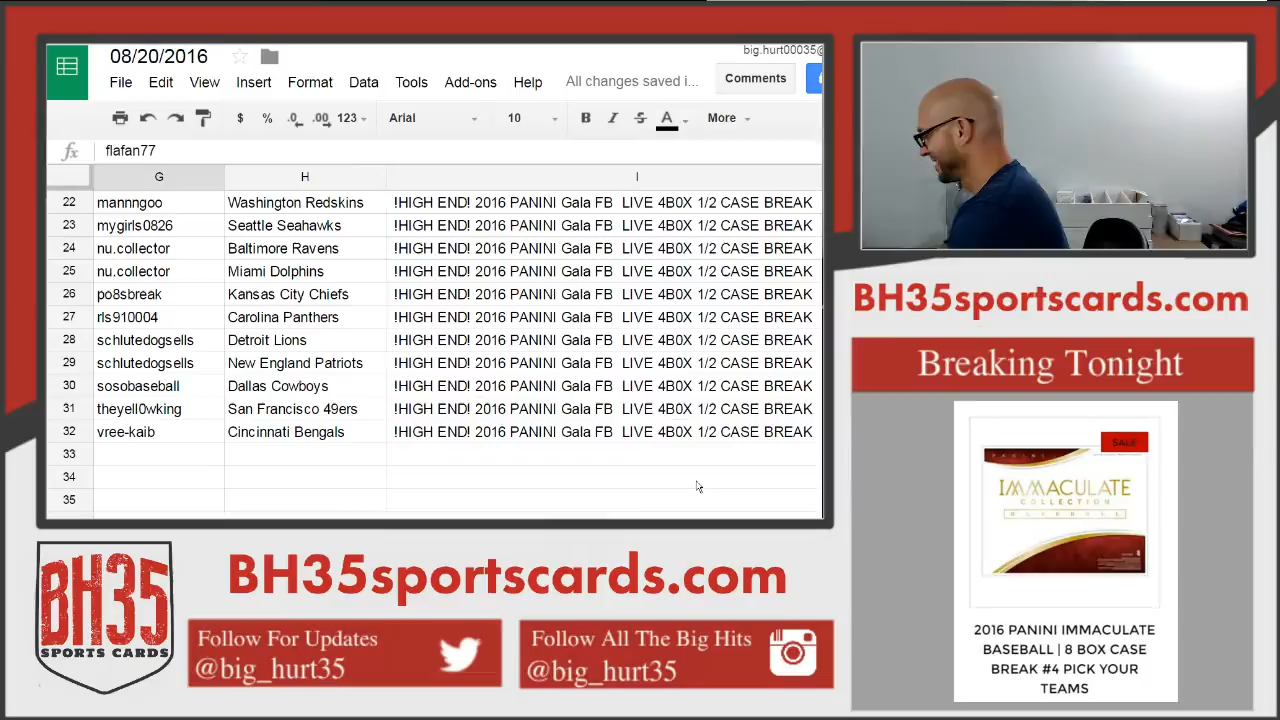 08/20/2016
big.hurt00035@
File Edit View Insert Format Data Tools Add-ons Help All changes saved i... Comments
$ % .0 .00 123 Arial 10 B I S A More
fx flafan77
G H I
22 mannngoo Washington Redskins !HIGH END! 2016 PANINI Gala FB LIVE 4B0X 1/2 CASE BREAK
23 mygirls0826 Seattle Seahawks !HIGH END! 2016 PANINI Gala FB LIVE 4B0X 1/2 CASE BREAK
24 nu.collector Baltimore Ravens !HIGH END! 2016 PANINI Gala FB LIVE 4B0X 1/2 CASE BREAK
25 nu.collector Miami Dolphins !HIGH END! 2016 PANINI Gala FB LIVE 4B0X 1/2 CASE BREAK
26 po8sbreak Kansas City Chiefs !HIGH END! 2016 PANINI Gala FB LIVE 4B0X 1/2 CASE BREAK
27 rls910004 Carolina Panthers !HIGH END! 2016 PANINI Gala FB LIVE 4B0X 1/2 CASE BREAK
28 schlutedogsells Detroit Lions !HIGH END! 2016 PANINI Gala FB LIVE 4B0X 1/2 CASE BREAK
29 schlutedogsells New England Patriots !HIGH END! 2016 PANINI Gala FB LIVE 4B0X 1/2 CASE BREAK
30 sosobaseball Dallas Cowboys !HIGH END! 2016 PANINI Gala FB LIVE 4B0X 1/2 CASE BREAK
31 theyell0wking San Francisco 49ers !HIGH END! 2016 PANINI Gala FB LIVE 4B0X 1/2 CASE BREAK
32 vree-kaib Cincinnati Bengals !HIGH END! 2016 PANINI Gala FB LIVE 4B0X 1/2 CASE BREAK
33
34
35
BH35sportscards.com
Breaking Tonight
SALE
PANINI
IMMACULATE
COLLECTION
BASEBALL
2016 PANINI IMMACULATE
BASEBALL | 8 BOX CASE
BREAK #4 PICK YOUR
TEAMS
BH35
SPORTS CARDS
BH35sportscards.com
Follow For Updates
@big_hurt35
Follow All The Big Hits
@big_hurt35